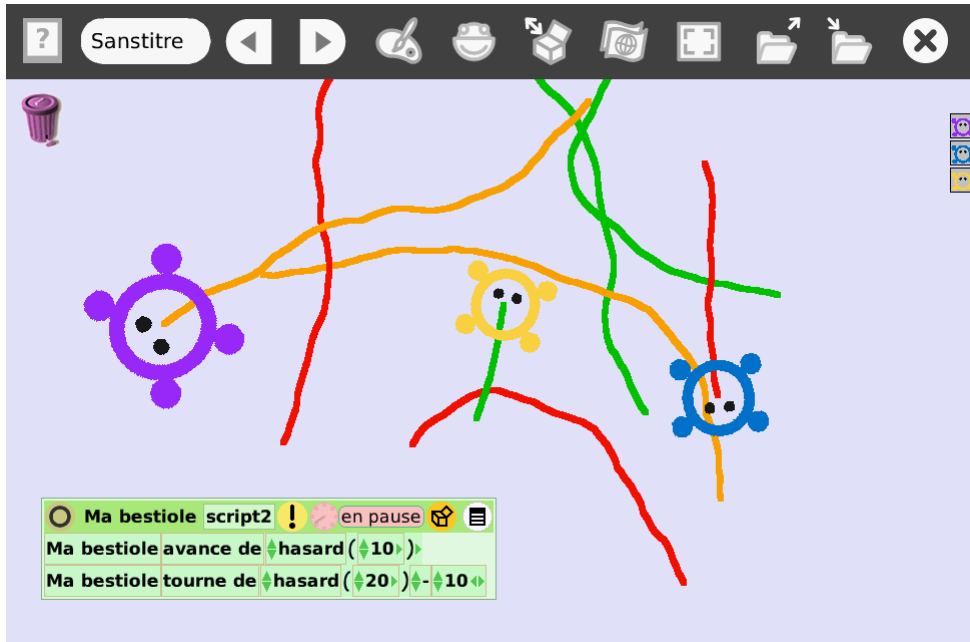 ?
Sanstitre
Ma bestiole script2 ! en pause
Ma bestiole avance de hasard ( 10 )
Ma bestiole tourne de hasard ( 20 ) - 10